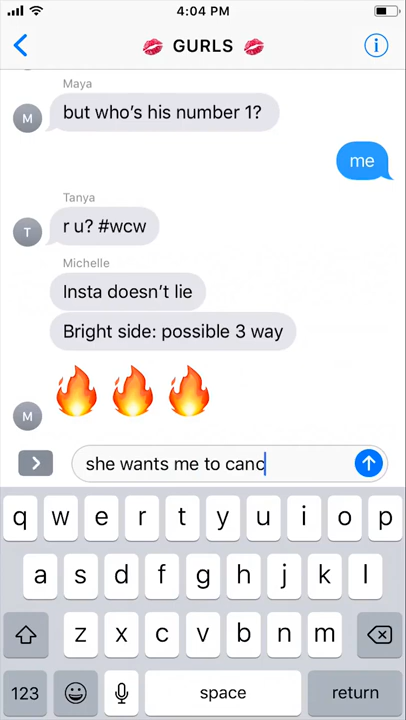 4:04 PM
💋 GURLS 💋
Maya
but who's his number 1?
M
me
Tanya
r u? #wcw
T
Michelle
Insta doesn't lie
Bright side: possible 3 way
🔥🔥🔥
M
she wants me to canc
q w e r t y u i o p
a s d f g h j k l
z x c v b n m
123 space return